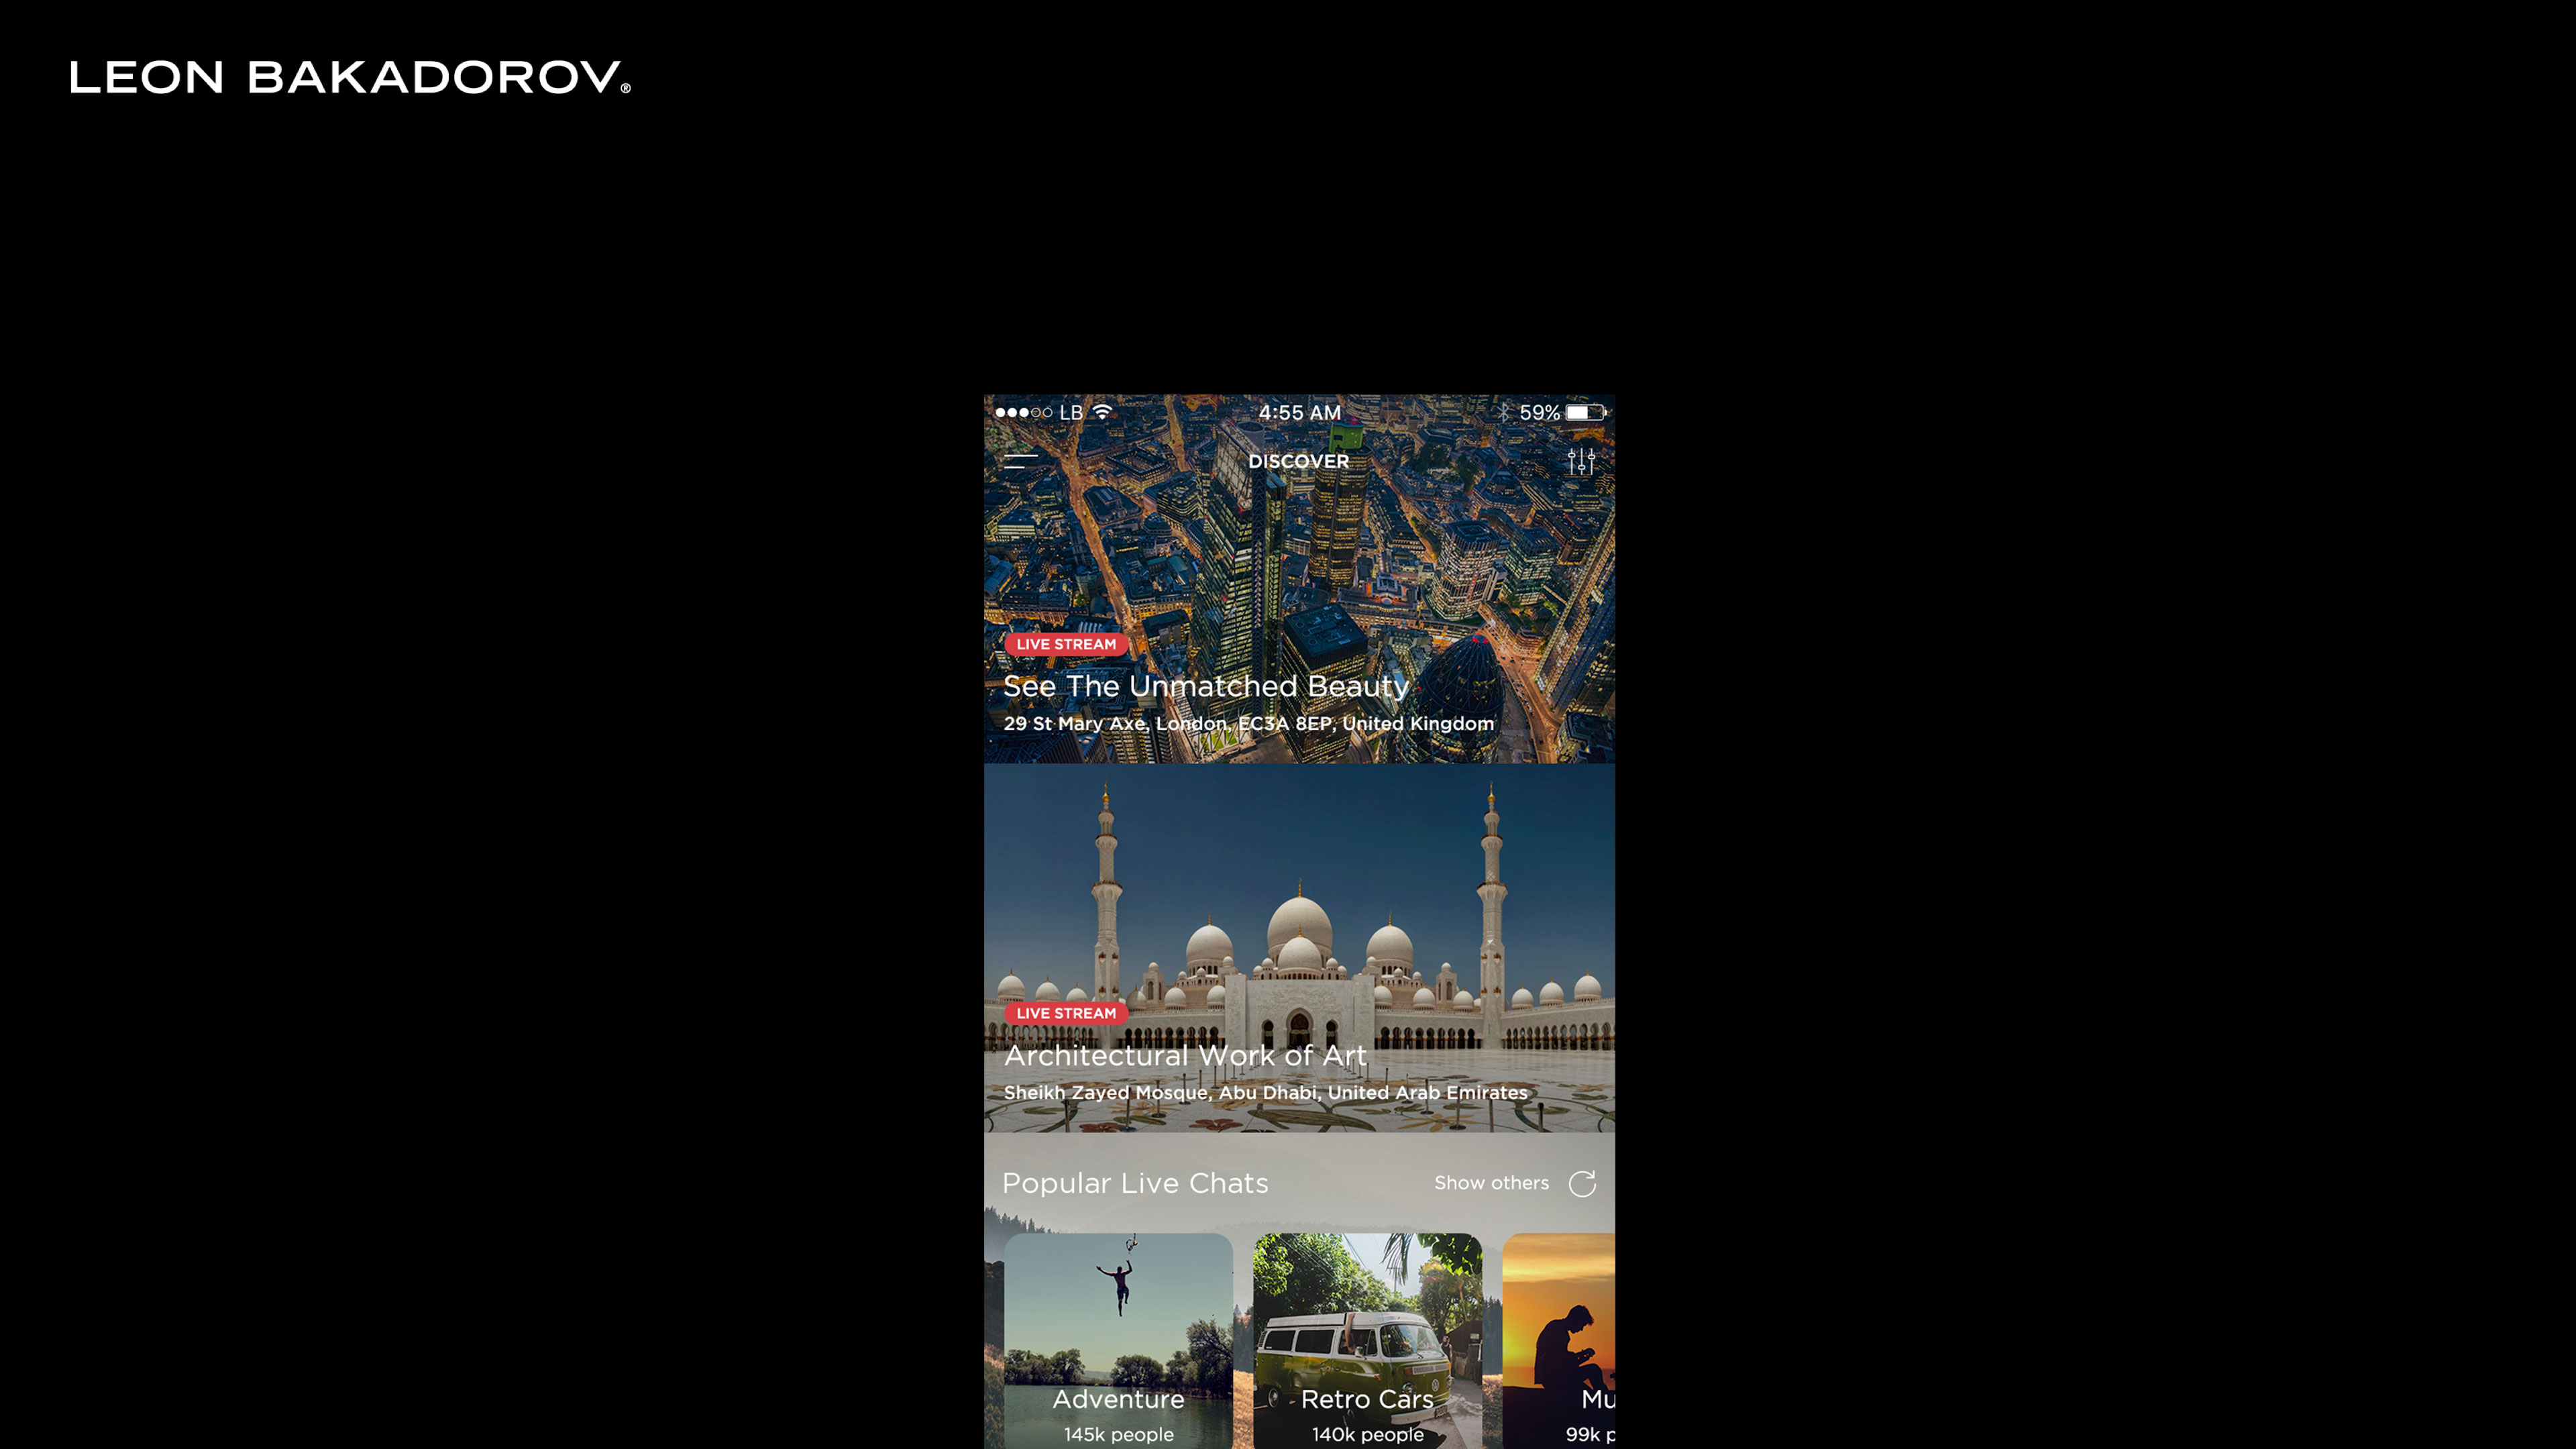 LEON BAKADOROV®
LB 4:55 AM 59%
DISCOVER
LIVE STREAM
See The Unmatched Beauty
29 St Mary Axe, London, EC3A 8EP, United Kingdom
LIVE STREAM
Architectural Work of Art
Sheikh Zayed Mosque, Abu Dhabi, United Arab Emirates
Popular Live Chats Show others
Adventure Retro Cars Mu
145k people 140k people 99k p